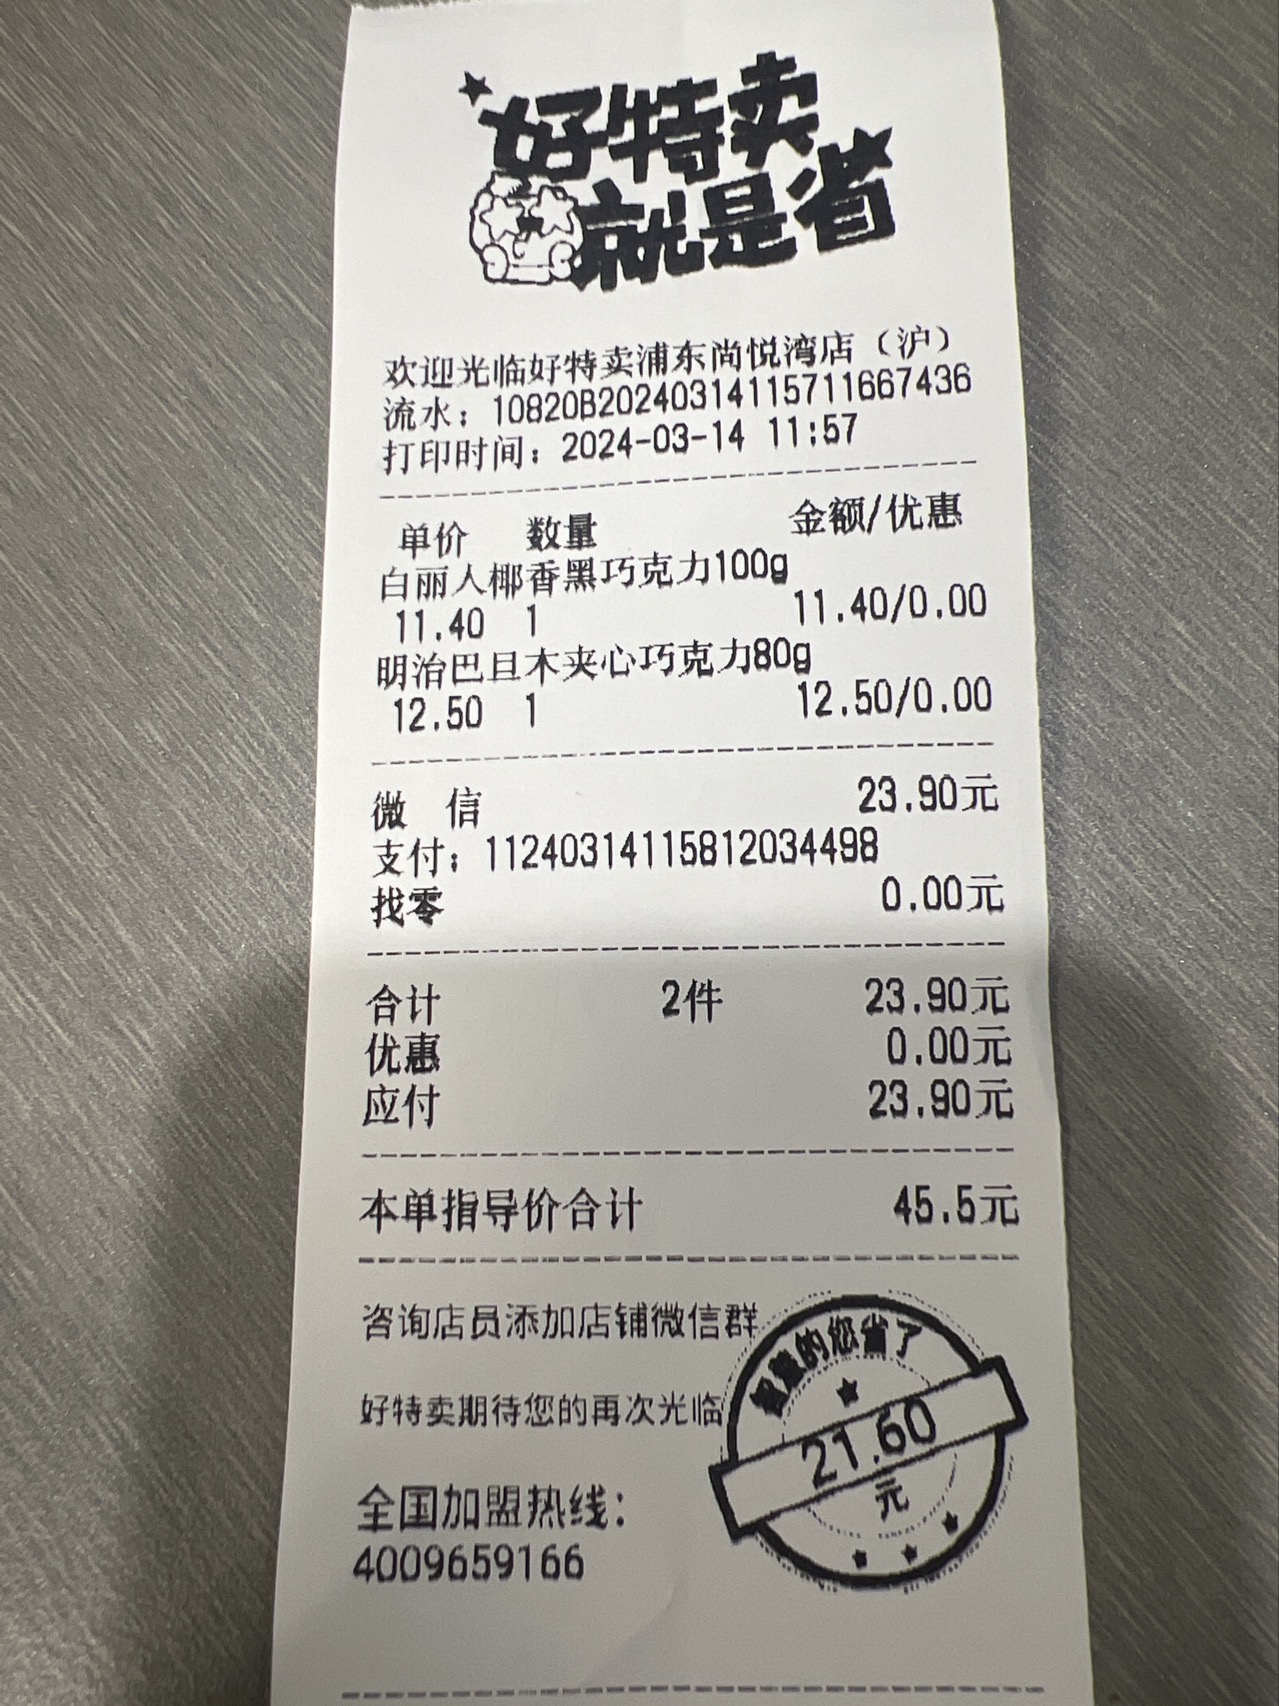 好特卖
就是省
欢迎光临好特卖浦东尚悦湾店（沪）
流水：10820B20240314115711667436
打印时间：2024-03-14 11:57
单价 数量 金额/优惠
白丽人椰香黑巧克力100g
11.40 1 11.40/0.00
明治巴旦木夹心巧克力80g
12.50 1 12.50/0.00
微 信 23.90元
支付：11240314115812034498
找零 0.00元
合计 2件 23.90元
优惠 0.00元
应付 23.90元
本单指导价合计 45.5元
咨询店员添加店铺微信群
好特卖期待您的再次光临
智慧的您省了
21.60
元
全国加盟热线：
4009659166